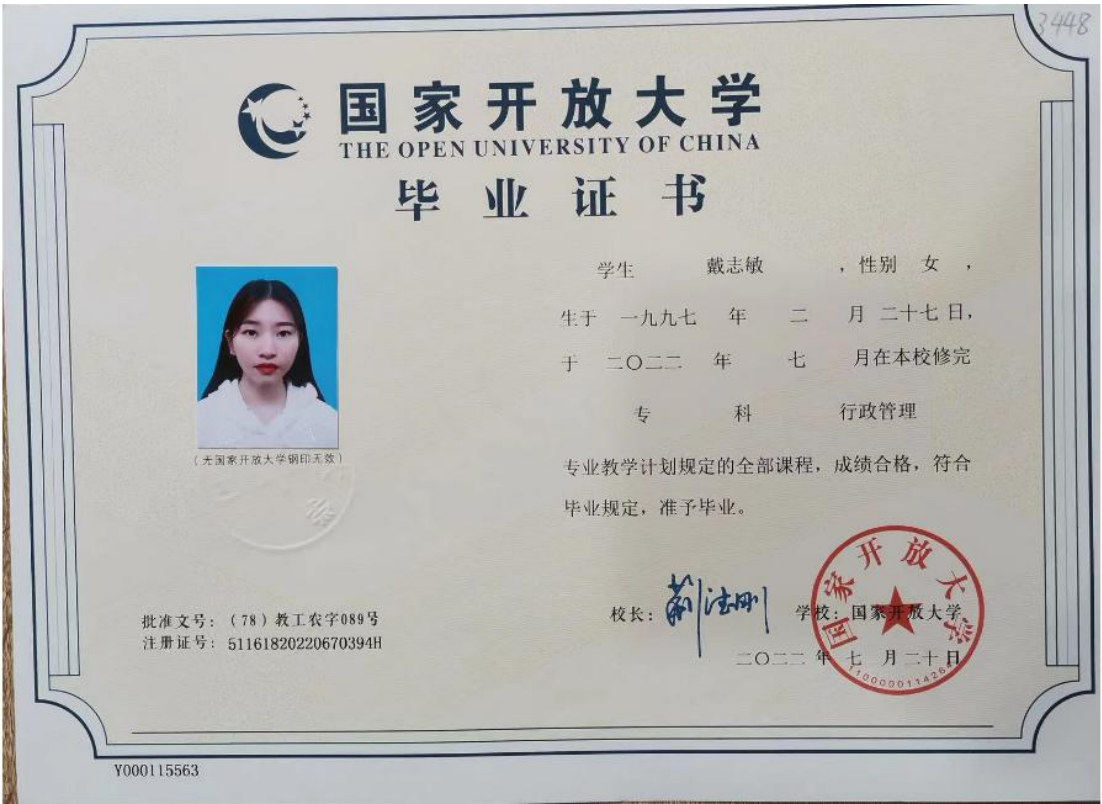 3448
国家开放大学
THE OPEN UNIVERSITY OF CHINA
毕业证书
学生 戴志敏 ，性别 女 ，
生于 一九九七 年 二 月 二十七 日，
于 二〇二二 年 七 月在本校修完
专 科 行政管理
专业教学计划规定的全部课程，成绩合格，符合
毕业规定，准予毕业。
（无国家开放大学钢印无效）
批准文号：（78）教工农字089号
注册证号：51161820220670394H
校长：荆德刚 学校：国家开放大学
二〇二二 年 七 月 二十 日
国家开放大学
Y000115563